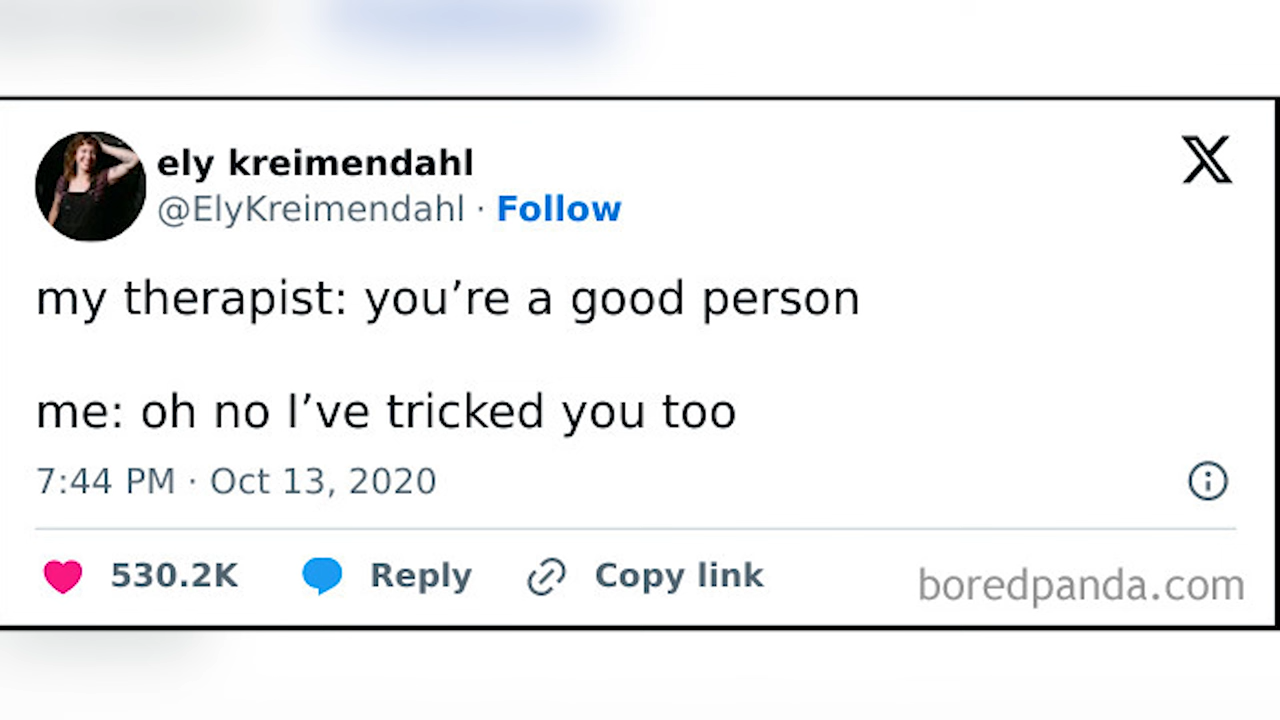 ely kreimendahl
@ElyKreimendahl · Follow
my therapist: you’re a good person
me: oh no I’ve tricked you too
7:44 PM · Oct 13, 2020
530.2K Reply Copy link
boredpanda.com